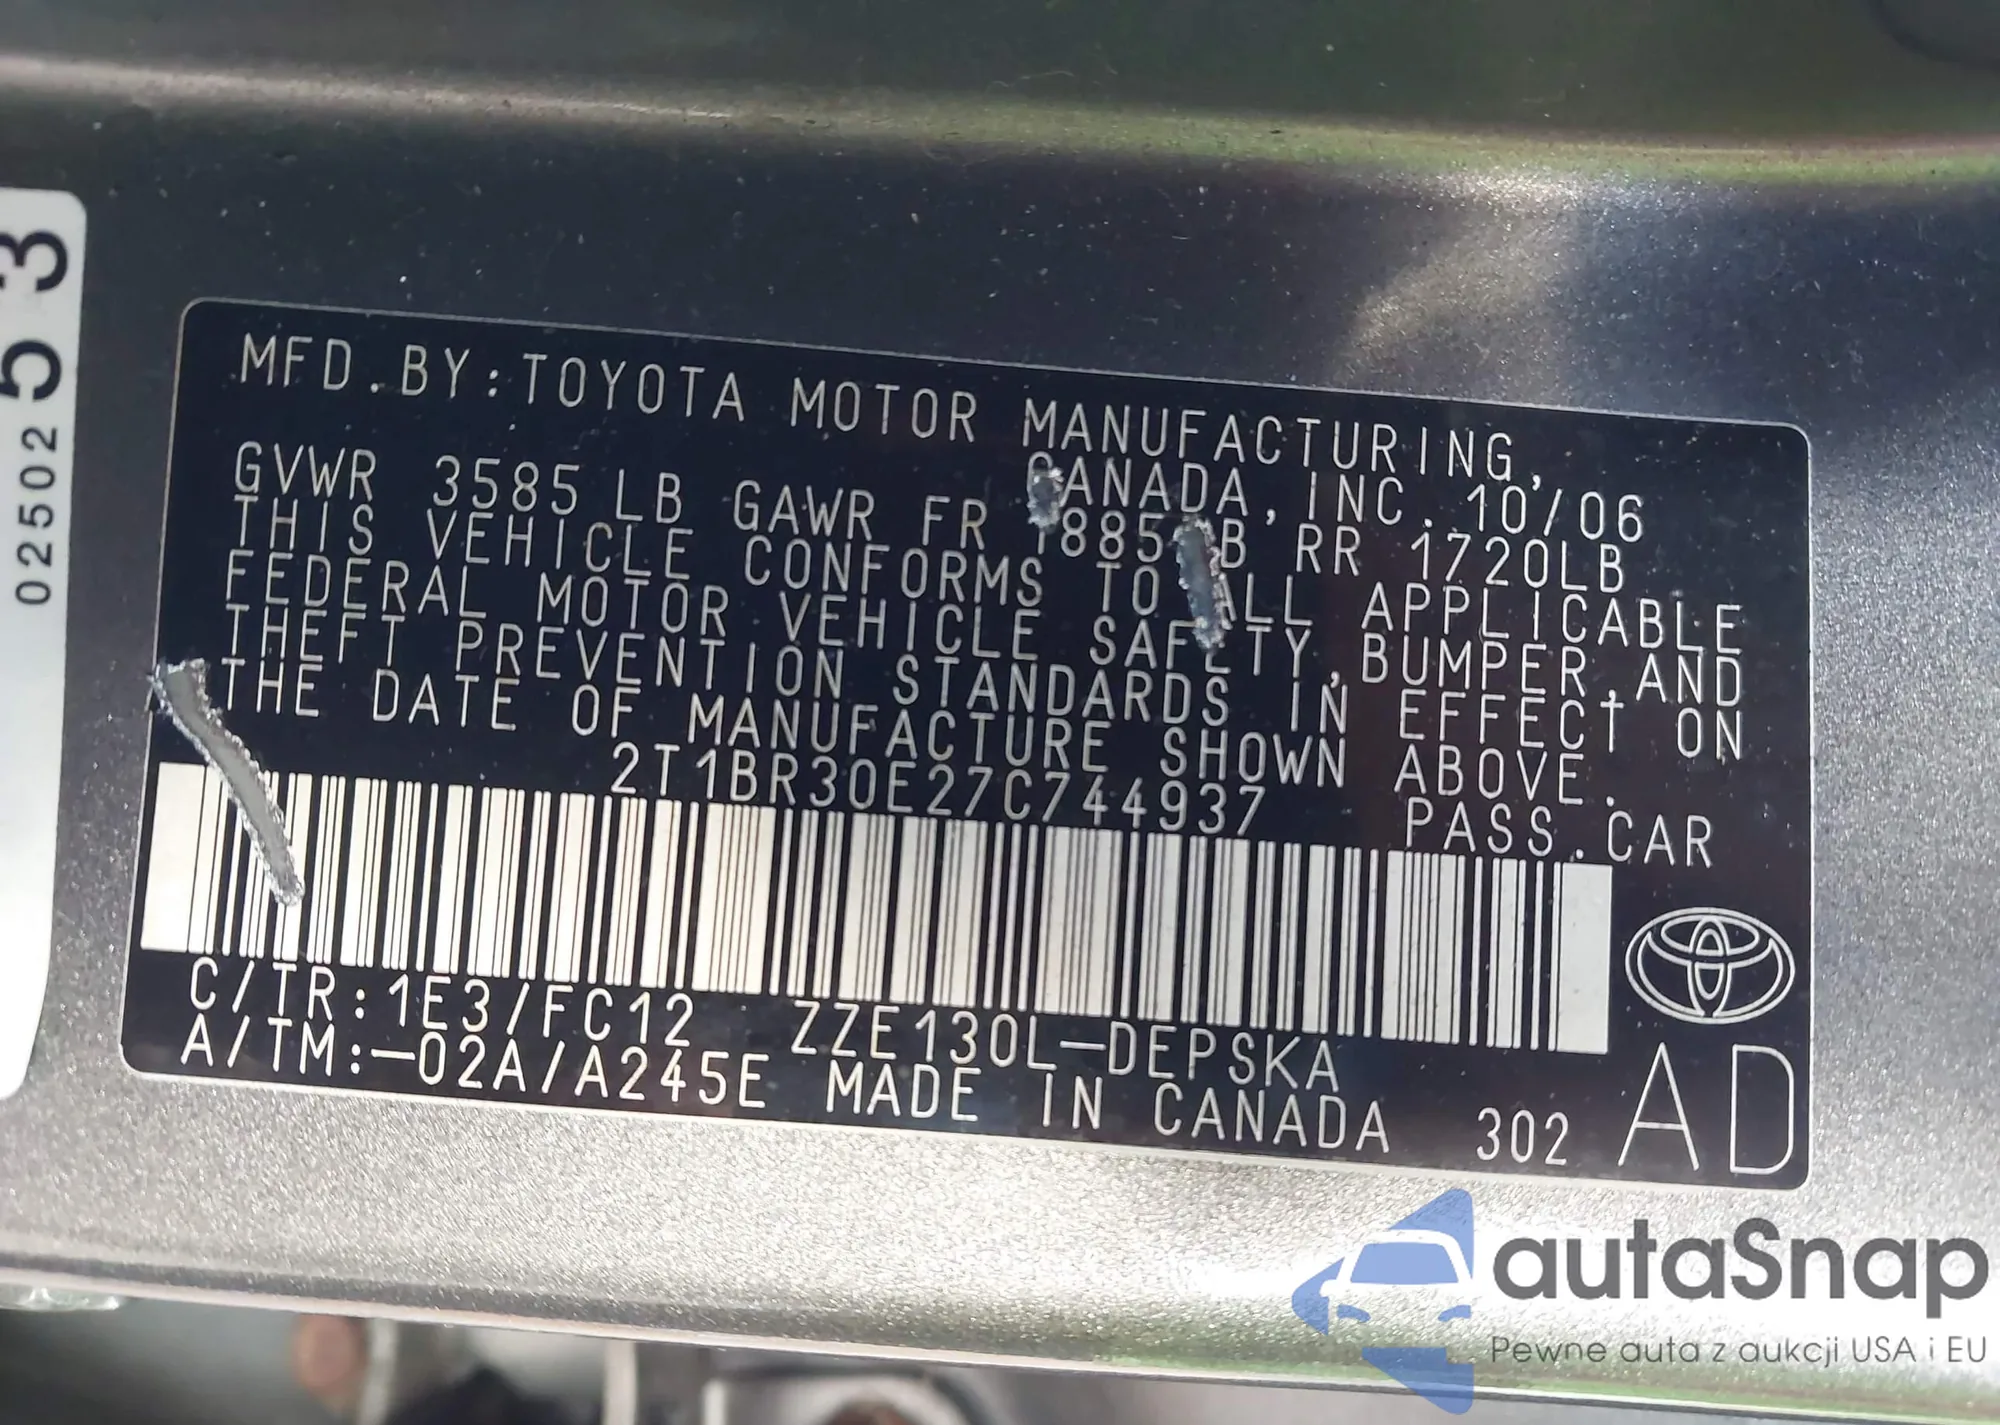 53
02502
MFD.BY:TOYOTA MOTOR MANUFACTURING,
CANADA, INC. 10/06
GVWR 3585 LB GAWR FR 1885LB RR 1720LB
THIS VEHICLE CONFORMS TO ALL APPLICABLE
FEDERAL MOTOR VEHICLE SAFETY,BUMPER,AND
THEFT PREVENTION STANDARDS IN EFFECT ON
THE DATE OF MANUFACTURE SHOWN ABOVE.
2T1BR30E27C744937 PASS.CAR
C/TR:1E3/FC12 ZZE130L-DEPSKA
A/TM:-02A/A245E MADE IN CANADA 302 AD
autaSnap
Pewne auta z aukcji USA i EU